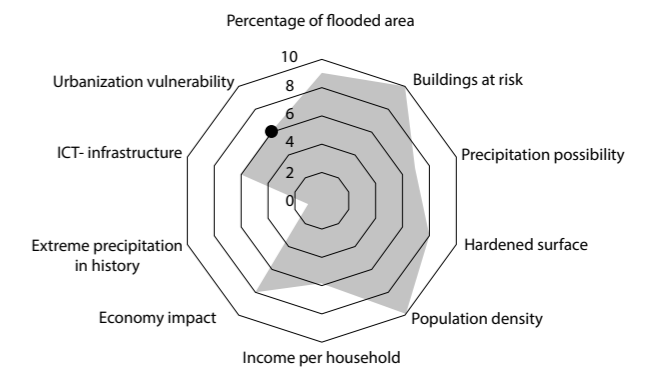 Percentage of flooded area
10
Buildings at risk
Urbanization vulnerability
8
6
4
ICT- infrastructure
Precipitation possibility
2
0
Extreme precipitation
in history
Hardened surface
Economy impact
Population density
Income per household